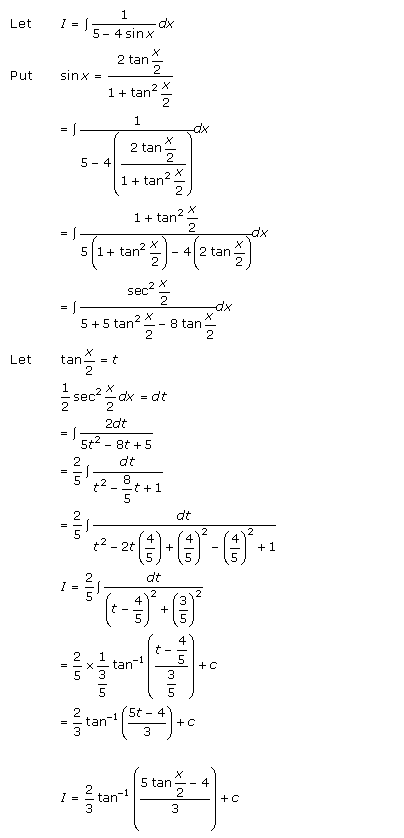 Let I = ∫ 1/(5 − 4 sin x) dx
Put sin x = (2 tan x/2)/(1 + tan² x/2)
= ∫ 1/(5 − 4((2 tan x/2)/(1 + tan² x/2))) dx
= ∫ (1 + tan² x/2)/(5(1 + tan² x/2) − 4(2 tan x/2)) dx
= ∫ (sec² x/2)/(5 + 5 tan² x/2 − 8 tan x/2) dx
Let tan x/2 = t
1/2 sec² x/2 dx = dt
= ∫ 2dt/(5t² − 8t + 5)
= 2/5 ∫ dt/(t² − 8/5 t + 1)
= 2/5 ∫ dt/(t² − 2t(4/5) + (4/5)² − (4/5)² + 1)
I = 2/5 ∫ dt/((t − 4/5)² + (3/5)²)
= 2/5 × 1/(3/5) tan⁻¹((t − 4/5)/(3/5)) + c
= 2/3 tan⁻¹((5t − 4)/3) + c
I = 2/3 tan⁻¹((5 tan x/2 − 4)/3) + c